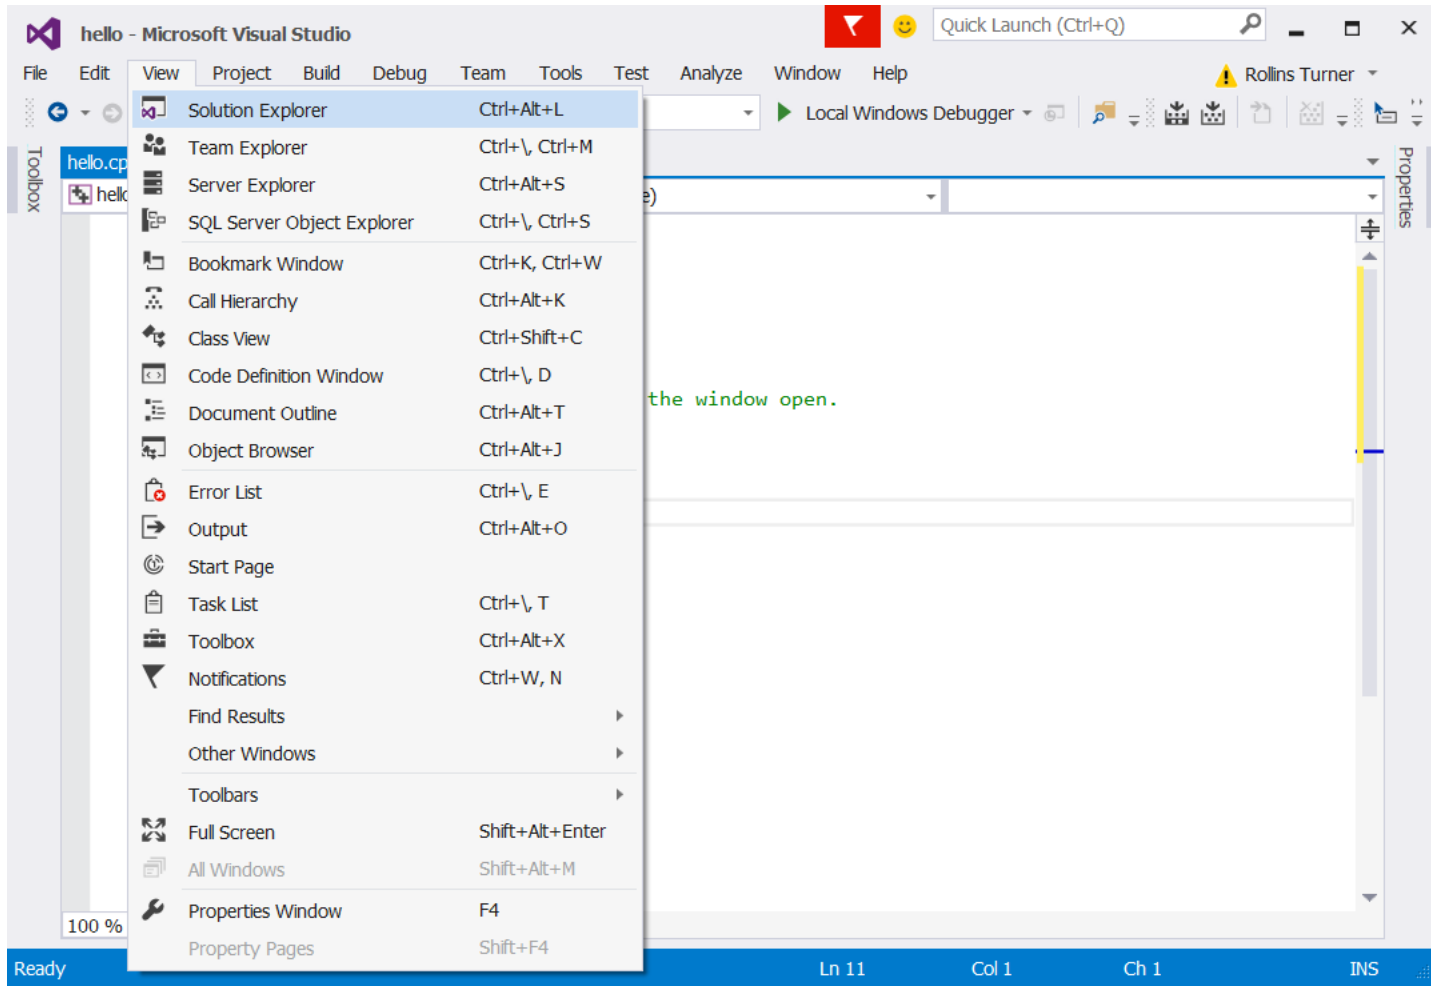 hello - Microsoft Visual Studio
Quick Launch (Ctrl+Q)
File Edit View Project Build Debug Team Tools Test Analyze Window Help
Rollins Turner
Local Windows Debugger
Toolbox
Properties
hello.cp
hello
e)
Solution Explorer Ctrl+Alt+L
Team Explorer Ctrl+\, Ctrl+M
Server Explorer Ctrl+Alt+S
SQL Server Object Explorer Ctrl+\, Ctrl+S
Bookmark Window Ctrl+K, Ctrl+W
Call Hierarchy Ctrl+Alt+K
Class View Ctrl+Shift+C
Code Definition Window Ctrl+\, D
Document Outline Ctrl+Alt+T
Object Browser Ctrl+Alt+J
Error List Ctrl+\, E
Output Ctrl+Alt+O
Start Page
Task List Ctrl+\, T
Toolbox Ctrl+Alt+X
Notifications Ctrl+W, N
Find Results
Other Windows
Toolbars
Full Screen Shift+Alt+Enter
All Windows Shift+Alt+M
Properties Window F4
Property Pages Shift+F4
the window open.
100 %
Ready Ln 11 Col 1 Ch 1 INS